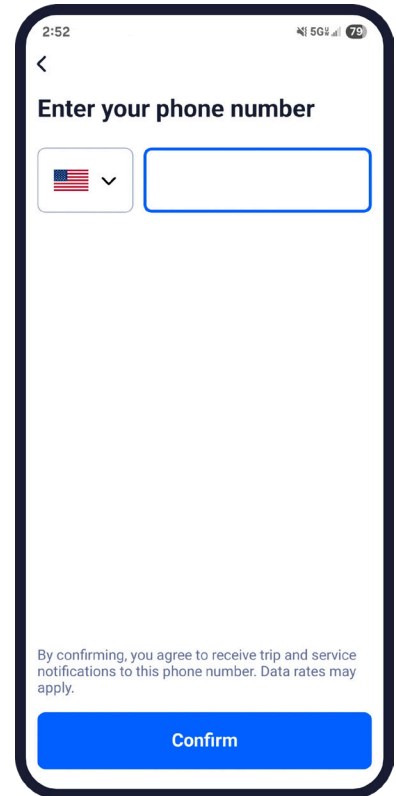 2:52
5G 79
Enter your phone number
By confirming, you agree to receive trip and service
notifications to this phone number. Data rates may
apply.
Confirm